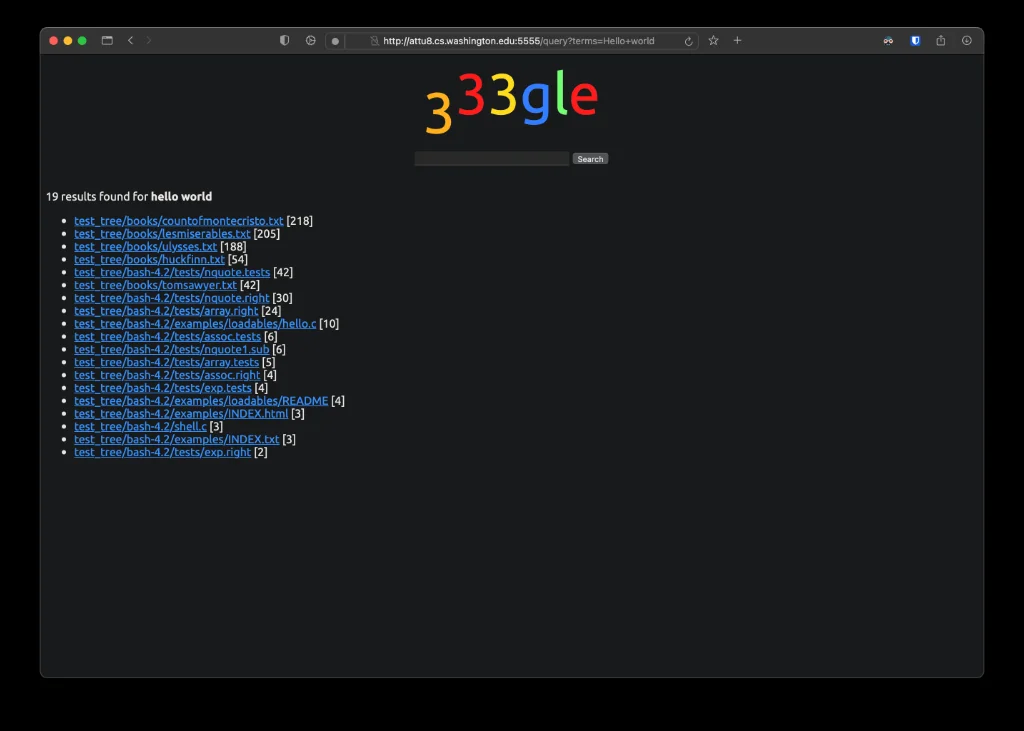 http://attu8.cs.washington.edu:5555/query?terms=Hello+world
333gle
Search
19 results found for hello world
test_tree/books/countofmontecristo.txt [218]
test_tree/books/lesmiserables.txt [205]
test_tree/books/ulysses.txt [188]
test_tree/books/huckfinn.txt [54]
test_tree/bash-4.2/tests/nquote.tests [42]
test_tree/books/tomsawyer.txt [42]
test_tree/bash-4.2/tests/nquote.right [30]
test_tree/bash-4.2/tests/array.right [24]
test_tree/bash-4.2/examples/loadables/hello.c [10]
test_tree/bash-4.2/tests/assoc.tests [6]
test_tree/bash-4.2/tests/nquote1.sub [6]
test_tree/bash-4.2/tests/array.tests [5]
test_tree/bash-4.2/tests/assoc.right [4]
test_tree/bash-4.2/tests/exp.tests [4]
test_tree/bash-4.2/examples/loadables/README [4]
test_tree/bash-4.2/examples/INDEX.html [3]
test_tree/bash-4.2/shell.c [3]
test_tree/bash-4.2/examples/INDEX.txt [3]
test_tree/bash-4.2/tests/exp.right [2]